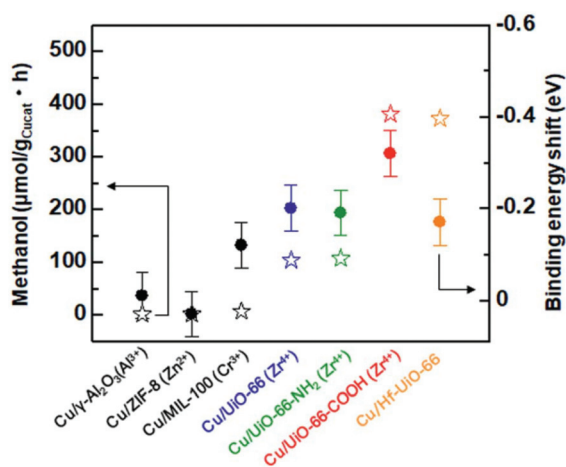 Methanol (μmol/gCucat・h)
500
400
300
200
100
0
-0.6
-0.4
-0.2
0
Binding energy shift (eV)
Cu/γ-Al₂O₃(Al³⁺)
Cu/ZIF-8 (Zn²⁺)
Cu/MIL-100 (Cr³⁺)
Cu/UiO-66 (Zr⁴⁺)
Cu/UiO-66-NH₂ (Zr⁴⁺)
Cu/UiO-66-COOH (Zr⁴⁺)
Cu/Hf-UiO-66